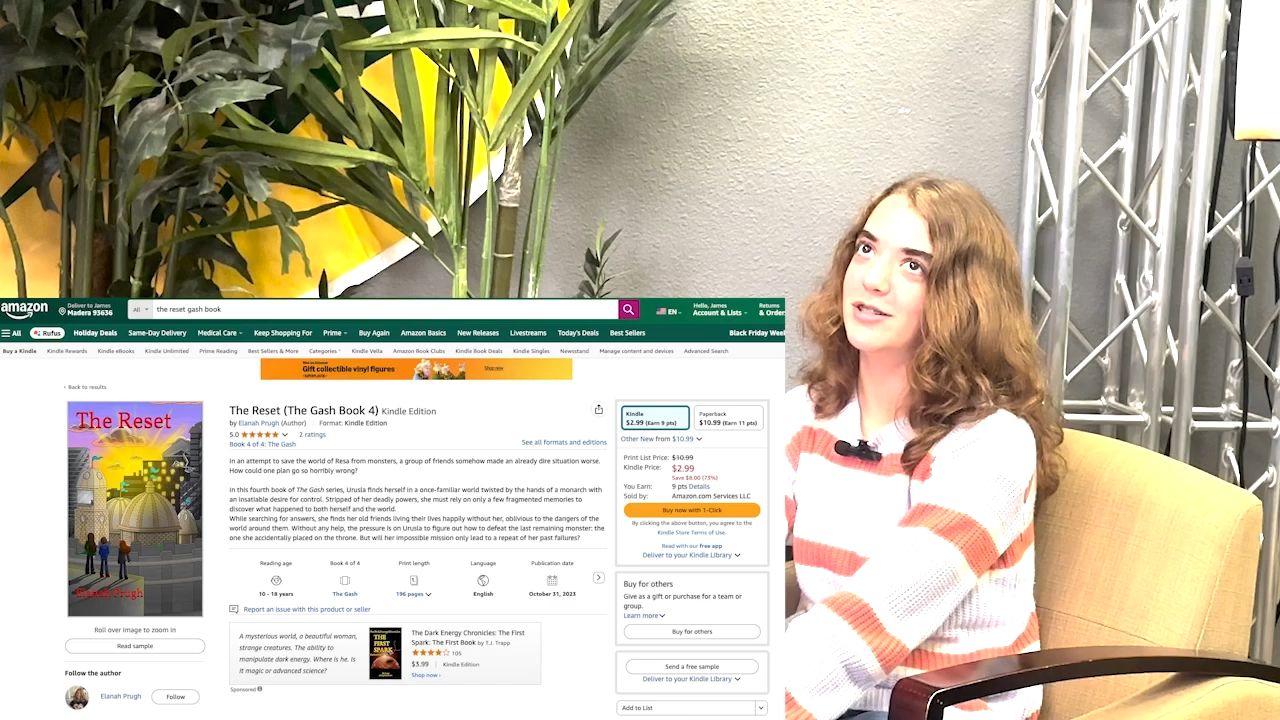 amazon
Deliver to James
Madera 93636
All
the reset gash book
EN
Hello, James
Account & Lists
Returns
& Order
All
Rufus
Holiday Deals
Same-Day Delivery
Medical Care
Keep Shopping For
Prime
Buy Again
Amazon Basics
New Releases
Livestreams
Today's Deals
Best Sellers
Black Friday Week
Buy a Kindle
Kindle Rewards
Kindle eBooks
Kindle Unlimited
Prime Reading
Best Sellers & More
Categories
Kindle Vella
Amazon Book Clubs
Kindle Book Deals
Kindle Singles
Newsstand
Manage content and devices
Advanced Search
Gift collectible vinyl figures
Shop now
‹ Back to results
The Reset
Elanah Prugh
Roll over image to zoom in
Read sample
Follow the author
Elanah Prugh
Follow
The Reset (The Gash Book 4) Kindle Edition
by Elanah Prugh (Author) Format: Kindle Edition
5.0 2 ratings
Book 4 of 4: The Gash
See all formats and editions
In an attempt to save the world of Resa from monsters, a group of friends somehow made an already dire situation worse.
How could one plan go so horribly wrong?
In this fourth book of The Gash series, Urusla finds herself in a once-familiar world twisted by the hands of a monarch with
an insatiable desire for control. Stripped of her deadly powers, she must rely on only a few fragmented memories to
discover what happened to both herself and the world.
While searching for answers, she finds her old friends living their lives happily without her, oblivious to the dangers of the
world around them. Without any help, the pressure is on Urusla to figure out how to defeat the last remaining monster: the
one she accidentally placed on the throne. But will her impossible mission only lead to a repeat of her past failures?
Reading age
10 - 18 years
Book 4 of 4
The Gash
Print length
196 pages
Language
English
Publication date
October 31, 2023
Report an issue with this product or seller
A mysterious world, a beautiful woman,
strange creatures. The ability to
manipulate dark energy. Where is he. Is
it magic or advanced science?
THE
FIRST
SPARK
The Dark Energy Chronicles: The First
Spark: The First Book by T.J. Trapp
105
$3.99 | Kindle Edition
Shop now ›
Sponsored
Kindle
$2.99 (Earn 9 pts)
Paperback
$10.99 (Earn 11 pts)
Other New from $10.99
Print List Price: $10.99
Kindle Price: $2.99
Save $8.00 (73%)
You Earn: 9 pts Details
Sold by: Amazon.com Services LLC
Buy now with 1-Click
By clicking the above button, you agree to the
Kindle Store Terms of Use.
Read with our free app
Deliver to your Kindle Library
Buy for others
Give as a gift or purchase for a team or
group.
Learn more
Buy for others
Send a free sample
Deliver to your Kindle Library
Add to List